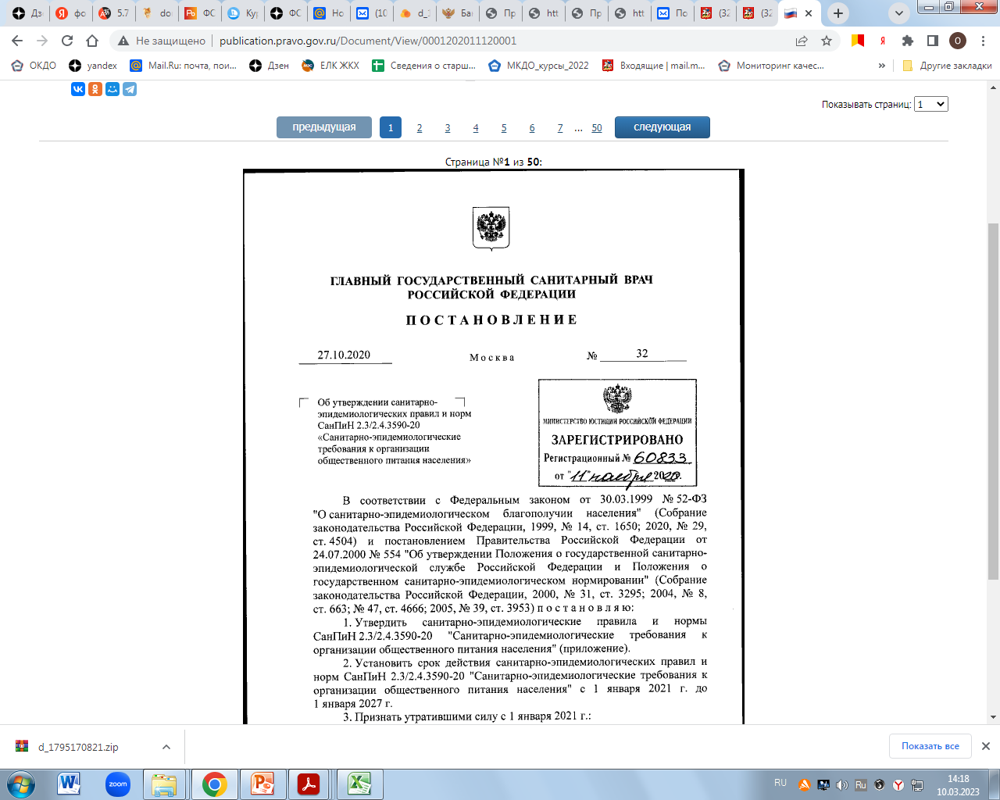 Дз
фо
5.7
do
ФС
Кур
ФС
Но
(10
d_1
Баг
Пр
htt
Пр
htt
По
(32
(32
Не защищено
publication.pravo.gov.ru/Document/View/0001202011120001
О
ОКДО
yandex
Mail.Ru: почта, пои...
Дзен
ЕЛК ЖКХ
Сведения о старш...
МКДО_курсы_2022
Входящие | mail.m...
Мониторинг качес...
»
Другие закладки
Показывать страниц: 1
предыдущая 1 2 3 4 5 6 7 ... 50 следующая
Страница №1 из 50:
ГЛАВНЫЙ ГОСУДАРСТВЕННЫЙ САНИТАРНЫЙ ВРАЧ
РОССИЙСКОЙ ФЕДЕРАЦИИ
ПОСТАНОВЛЕНИЕ
27.10.2020 Москва № 32
Об утверждении санитарно-
эпидемиологических правил и норм
СанПиН 2.3/2.4.3590-20
«Санитарно-эпидемиологические
требования к организации
общественного питания населения»
МИНИСТЕРСТВО ЮСТИЦИИ РОССИЙСКОЙ ФЕДЕРАЦИИ
ЗАРЕГИСТРИРОВАНО
Регистрационный № 60833
от "11" ноября 2020.
В соответствии с Федеральным законом от 30.03.1999 № 52-ФЗ
"О санитарно-эпидемиологическом благополучии населения" (Собрание
законодательства Российской Федерации, 1999, № 14, ст. 1650; 2020, № 29,
ст. 4504) и постановлением Правительства Российской Федерации от
24.07.2000 № 554 "Об утверждении Положения о государственной санитарно-
эпидемиологической службе Российской Федерации и Положения о
государственном санитарно-эпидемиологическом нормировании" (Собрание
законодательства Российской Федерации, 2000, № 31, ст. 3295; 2004, № 8,
ст. 663; № 47, ст. 4666; 2005, № 39, ст. 3953) постановляю:
1. Утвердить санитарно-эпидемиологические правила и нормы
СанПиН 2.3/2.4.3590-20 "Санитарно-эпидемиологические требования к
организации общественного питания населения" (приложение).
2. Установить срок действия санитарно-эпидемиологических правил и
норм СанПиН 2.3/2.4.3590-20 "Санитарно-эпидемиологические требования к
организации общественного питания населения" с 1 января 2021 г. до
1 января 2027 г.
3. Признать утратившими силу с 1 января 2021 г.:
d_1795170821.zip
Показать все
zoom
RU
Ru
14:18
10.03.2023